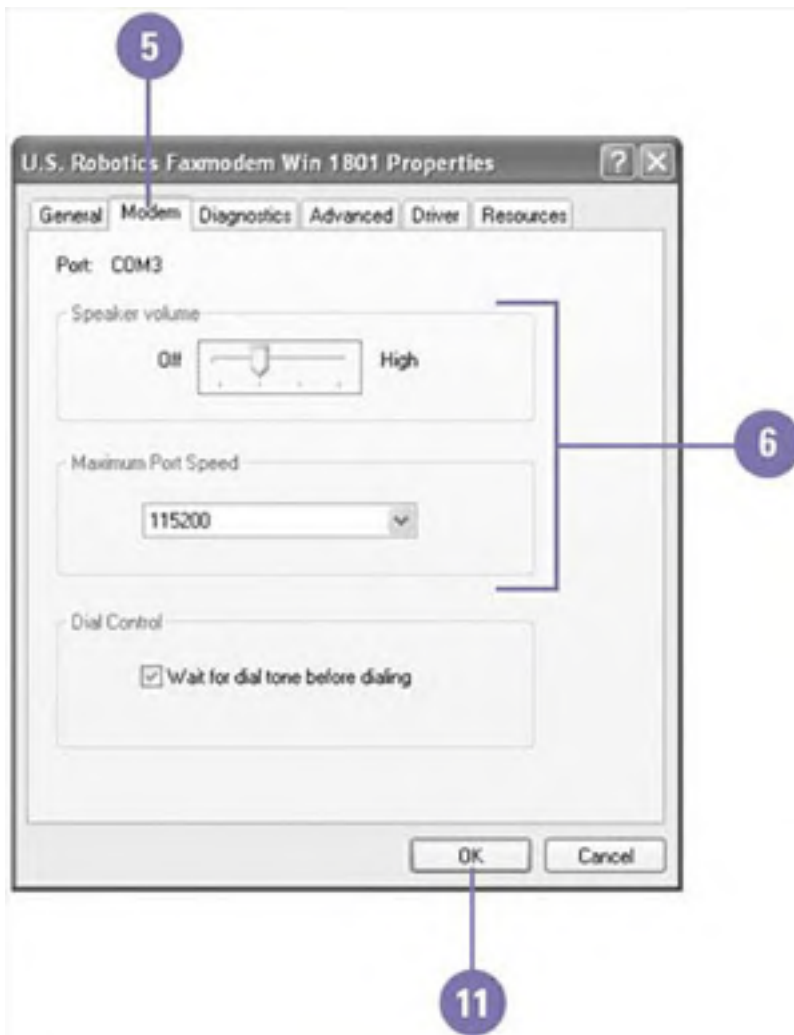 5
U.S. Robotics Faxmodem Win 1801 Properties
General Modem Diagnostics Advanced Driver Resources
Port: COM3
Speaker volume
Off High
6
Maximum Port Speed
115200
Dial Control
Wait for dial tone before dialing
OK Cancel
11